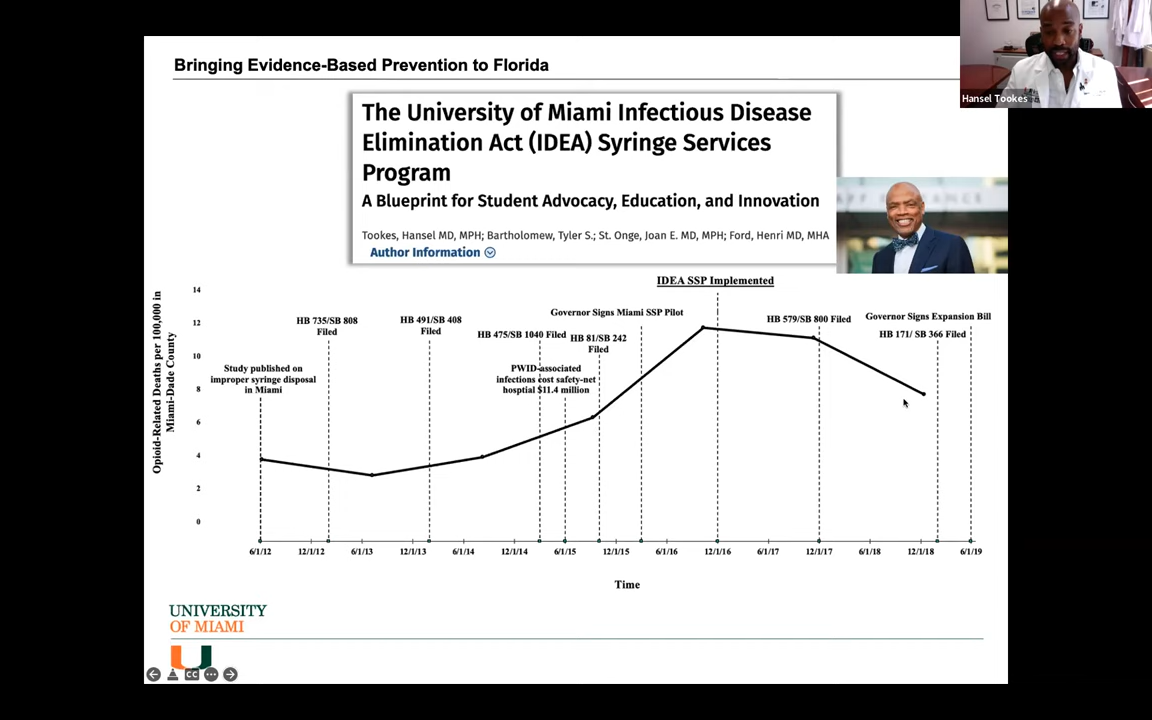 Bringing Evidence-Based Prevention to Florida
Hansel Tookes
The University of Miami Infectious Disease
Elimination Act (IDEA) Syringe Services
Program
A Blueprint for Student Advocacy, Education, and Innovation
Tookes, Hansel MD, MPH; Bartholomew, Tyler S.; St. Onge, Joan E. MD, MPH; Ford, Henri MD, MHA
Author Information
IDEA SSP Implemented
Governor Signs Miami SSP Pilot
Governor Signs Expansion Bill
HB 735/SB 808
Filed
HB 491/SB 408
Filed
HB 475/SB 1040 Filed
HB 81/SB 242
Filed
HB 579/SB 800 Filed
HB 171/ SB 366 Filed
Study published on
improper syringe disposal
in Miami
PWID-associated
infections cost safety-net
hosptial $11.4 million
Opioid-Related Deaths per 100,000 in
Miami-Dade County
14
12
10
8
6
4
2
0
6/1/12 12/1/12 6/1/13 12/1/13 6/1/14 12/1/14 6/1/15 12/1/15 6/1/16 12/1/16 6/1/17 12/1/17 6/1/18 12/1/18 6/1/19
Time
UNIVERSITY
OF MIAMI
CC